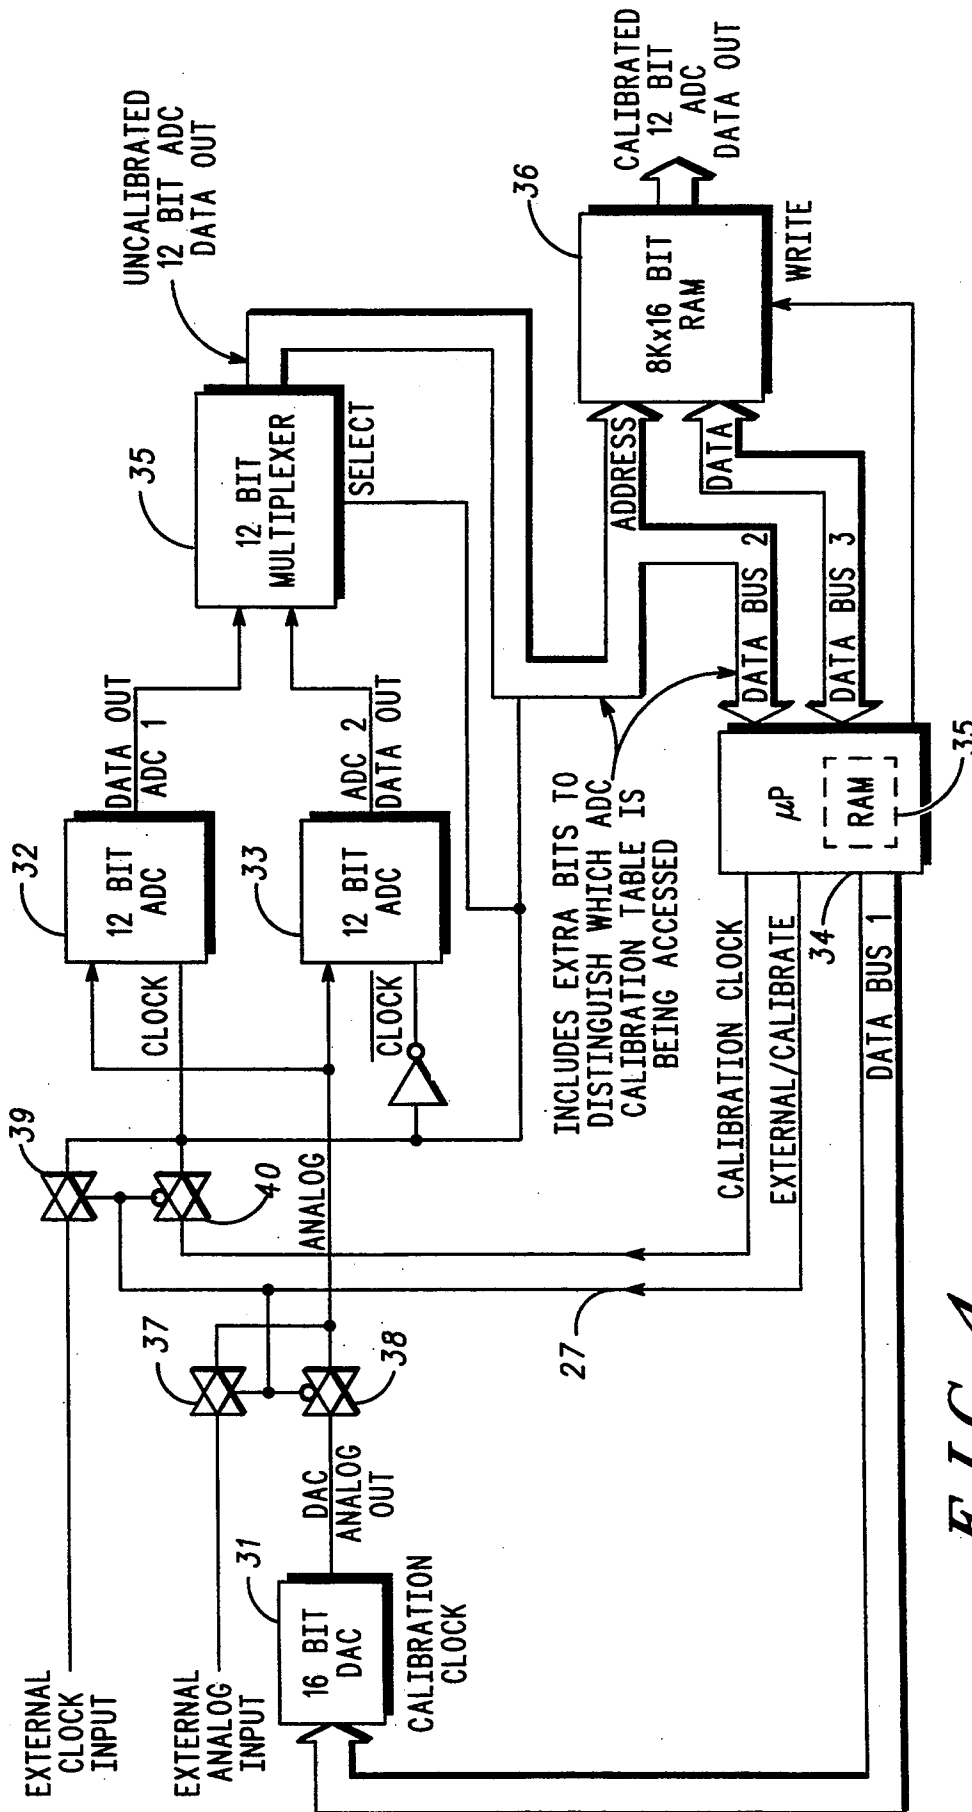 EXTERNAL
CLOCK
INPUT
EXTERNAL
ANALOG
INPUT
16 BIT
DAC
31
CALIBRATION
CLOCK
DAC
ANALOG
OUT
37
38
39
40
27
ANALOG
CLOCK
CLOCK
12 BIT
ADC
32
12 BIT
ADC
33
DATA OUT
ADC 1
ADC 2
DATA OUT
12 BIT
MULTIPLEXER
35
SELECT
UNCALIBRATED
12 BIT ADC
DATA OUT
INCLUDES EXTRA BITS TO
DISTINGUISH WHICH ADC
CALIBRATION TABLE IS
BEING ACCESSED
CALIBRATION CLOCK
EXTERNAL/CALIBRATE
34
DATA BUS 1
µP
RAM
35
DATA BUS 2
DATA BUS 3
ADDRESS
DATA
8Kx16 BIT
RAM
36
WRITE
CALIBRATED
12 BIT
ADC
DATA OUT